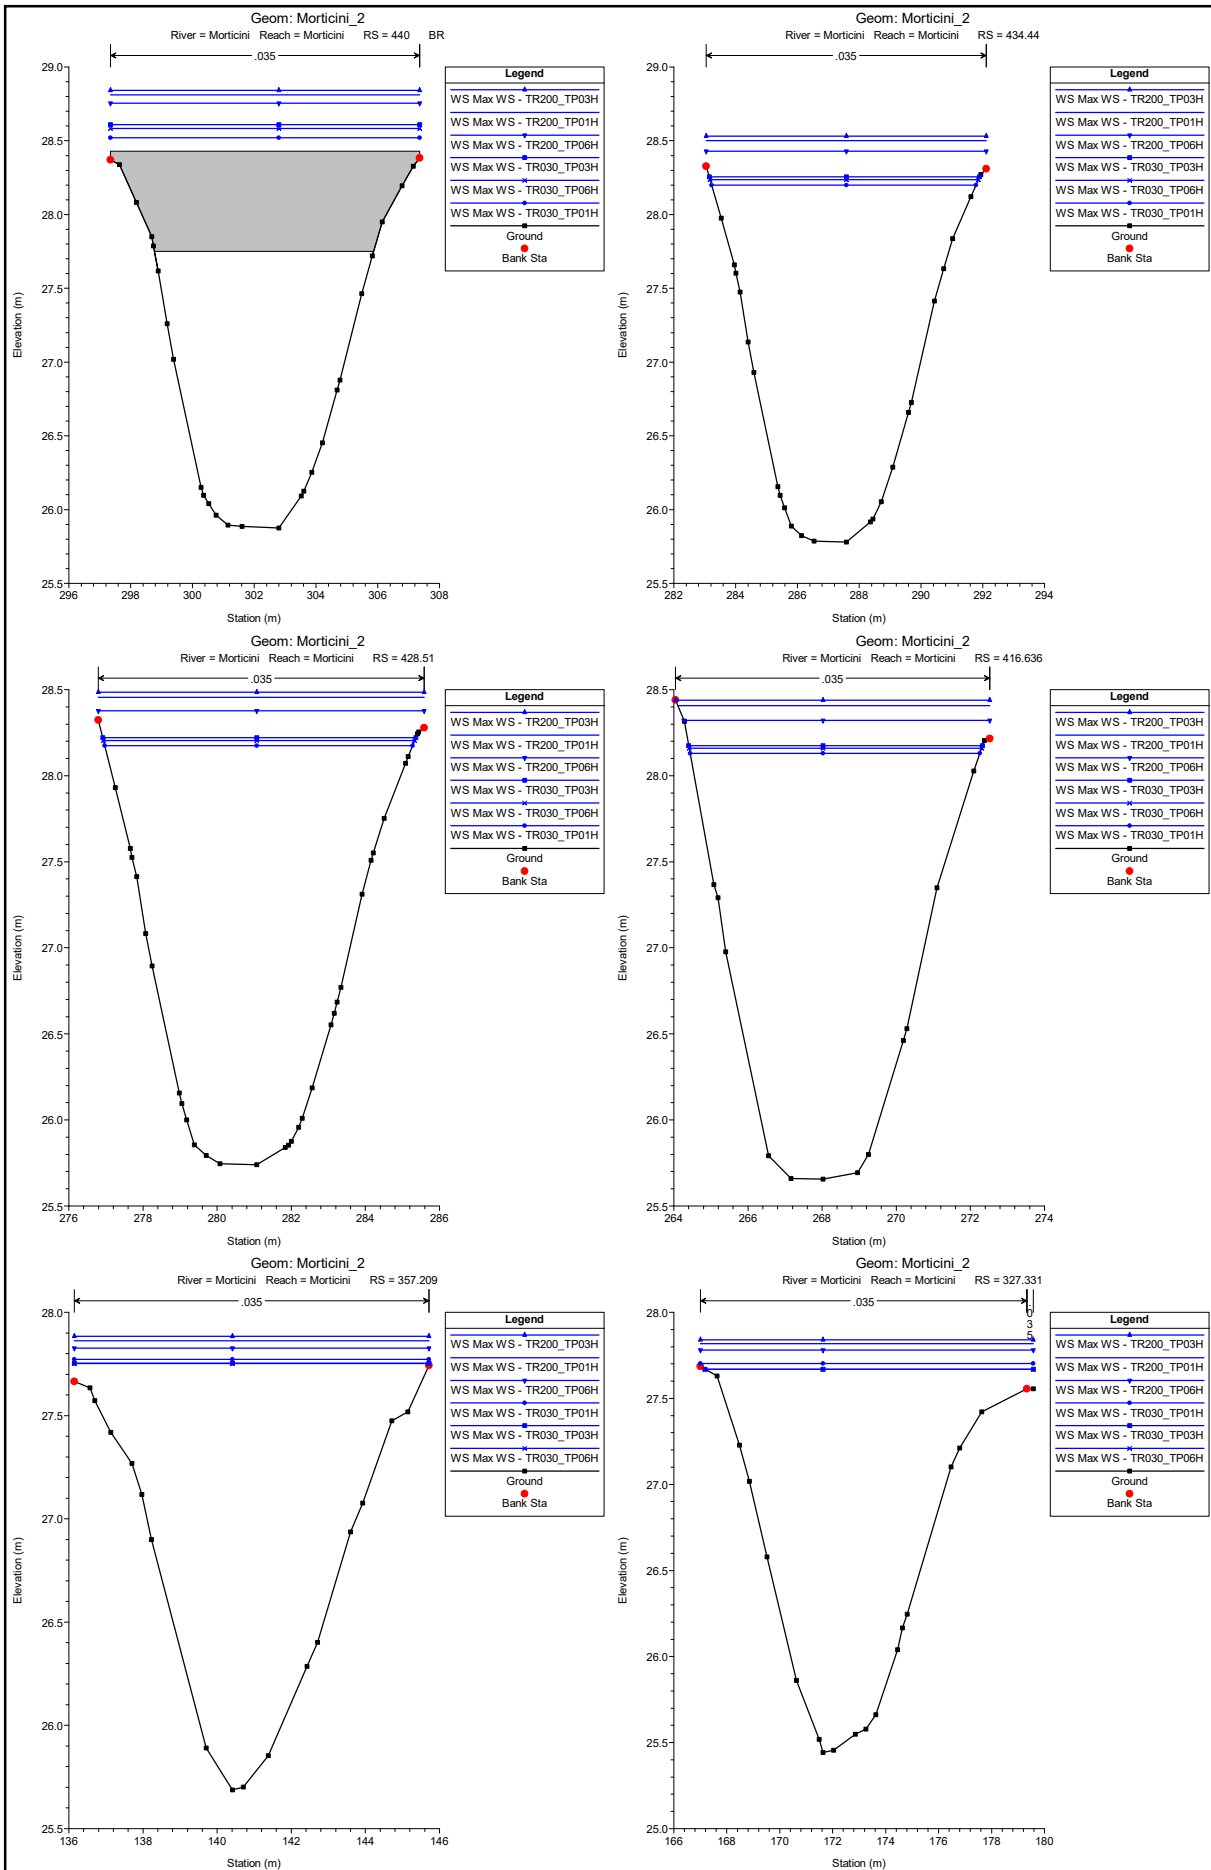 Geom: Morticini_2
River = Morticini Reach = Morticini RS = 440 BR
.035
29.0
28.5
28.0
27.5
27.0
26.5
26.0
25.5
Elevation (m)
296 298 300 302 304 306 308
Station (m)
Legend
WS Max WS - TR200_TP03H
WS Max WS - TR200_TP01H
WS Max WS - TR200_TP06H
WS Max WS - TR030_TP03H
WS Max WS - TR030_TP06H
WS Max WS - TR030_TP01H
Ground
Bank Sta
Geom: Morticini_2
River = Morticini Reach = Morticini RS = 434.44
.035
29.0
28.5
28.0
27.5
27.0
26.5
26.0
25.5
Elevation (m)
282 284 286 288 290 292 294
Station (m)
Legend
WS Max WS - TR200_TP03H
WS Max WS - TR200_TP01H
WS Max WS - TR200_TP06H
WS Max WS - TR030_TP03H
WS Max WS - TR030_TP06H
WS Max WS - TR030_TP01H
Ground
Bank Sta
Geom: Morticini_2
River = Morticini Reach = Morticini RS = 428.51
.035
28.5
28.0
27.5
27.0
26.5
26.0
25.5
Elevation (m)
276 278 280 282 284 286
Station (m)
Legend
WS Max WS - TR200_TP03H
WS Max WS - TR200_TP01H
WS Max WS - TR200_TP06H
WS Max WS - TR030_TP03H
WS Max WS - TR030_TP06H
WS Max WS - TR030_TP01H
Ground
Bank Sta
Geom: Morticini_2
River = Morticini Reach = Morticini RS = 416.636
.035
28.5
28.0
27.5
27.0
26.5
26.0
25.5
Elevation (m)
264 266 268 270 272 274
Station (m)
Legend
WS Max WS - TR200_TP03H
WS Max WS - TR200_TP01H
WS Max WS - TR200_TP06H
WS Max WS - TR030_TP03H
WS Max WS - TR030_TP06H
WS Max WS - TR030_TP01H
Ground
Bank Sta
Geom: Morticini_2
River = Morticini Reach = Morticini RS = 357.209
.035
28.0
27.5
27.0
26.5
26.0
25.5
Elevation (m)
136 138 140 142 144 146
Station (m)
Legend
WS Max WS - TR200_TP03H
WS Max WS - TR200_TP01H
WS Max WS - TR200_TP06H
WS Max WS - TR030_TP01H
WS Max WS - TR030_TP03H
WS Max WS - TR030_TP06H
Ground
Bank Sta
Geom: Morticini_2
River = Morticini Reach = Morticini RS = 327.331
.035
.035
28.0
27.5
27.0
26.5
26.0
25.5
25.0
Elevation (m)
166 168 170 172 174 176 178 180
Station (m)
Legend
WS Max WS - TR200_TP03H
WS Max WS - TR200_TP01H
WS Max WS - TR200_TP06H
WS Max WS - TR030_TP01H
WS Max WS - TR030_TP03H
WS Max WS - TR030_TP06H
Ground
Bank Sta